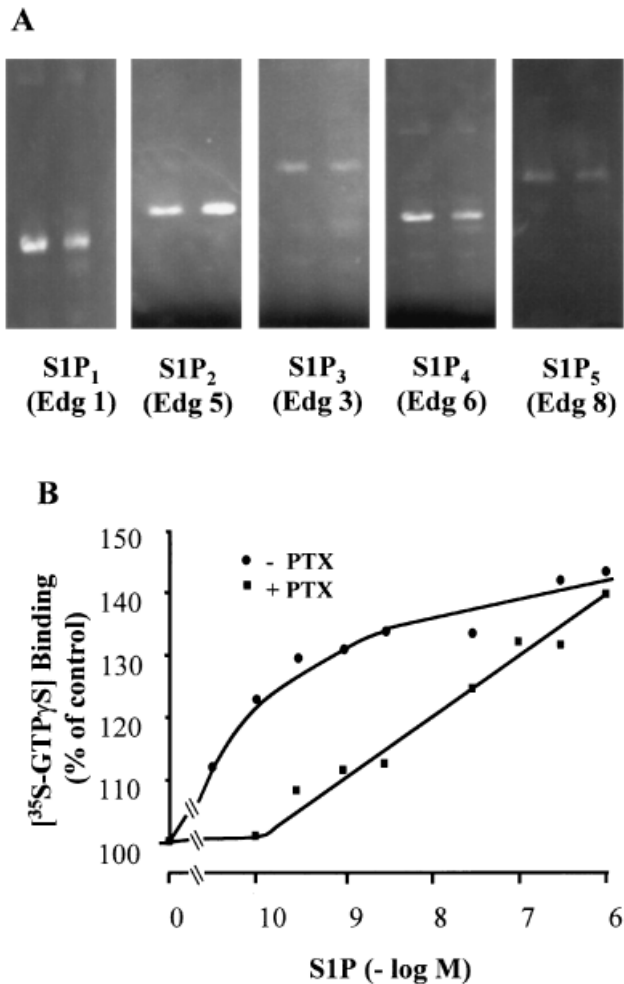 A
S1P₁ S1P₂ S1P₃ S1P₄ S1P₅
(Edg 1) (Edg 5) (Edg 3) (Edg 6) (Edg 8)
B
[³⁵S-GTPγS] Binding
(% of control)
150
140
130
120
110
100
- PTX
+ PTX
0 10 9 8 7 6
S1P (- log M)